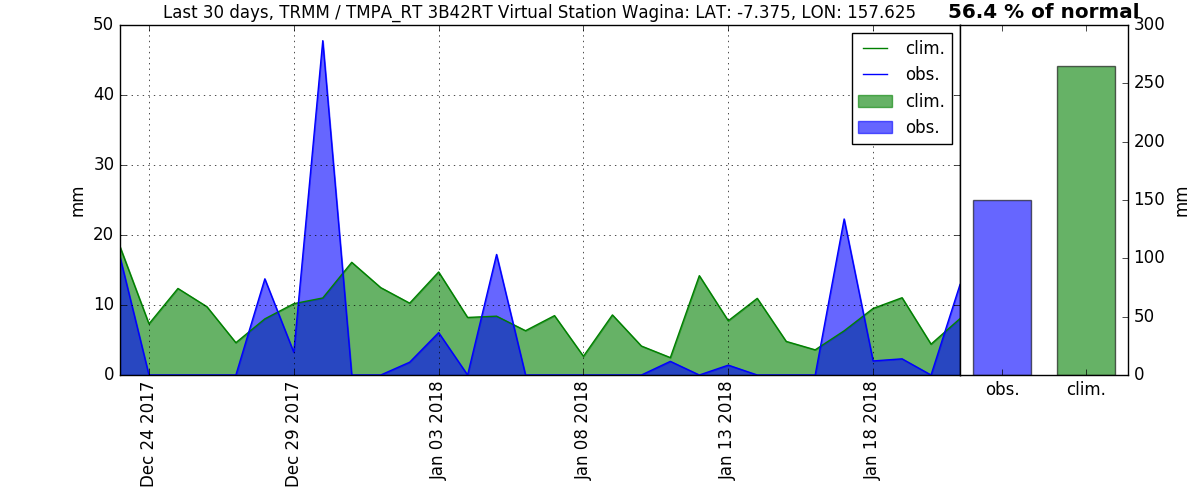 Last 30 days, TRMM / TMPA_RT 3B42RT Virtual Station Wagina: LAT: -7.375, LON: 157.625
56.4 % of normal
50
40
30
20
10
0
mm
clim.
obs.
clim.
obs.
Dec 24 2017
Dec 29 2017
Jan 03 2018
Jan 08 2018
Jan 13 2018
Jan 18 2018
300
250
200
150
100
50
0
mm
obs.
clim.